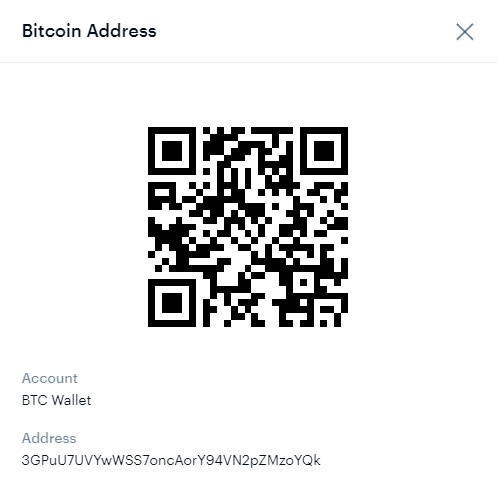 Bitcoin Address
Account
BTC Wallet
Address
3GPuU7UVYwWSS7oncAorY94VN2pZMzoYQk